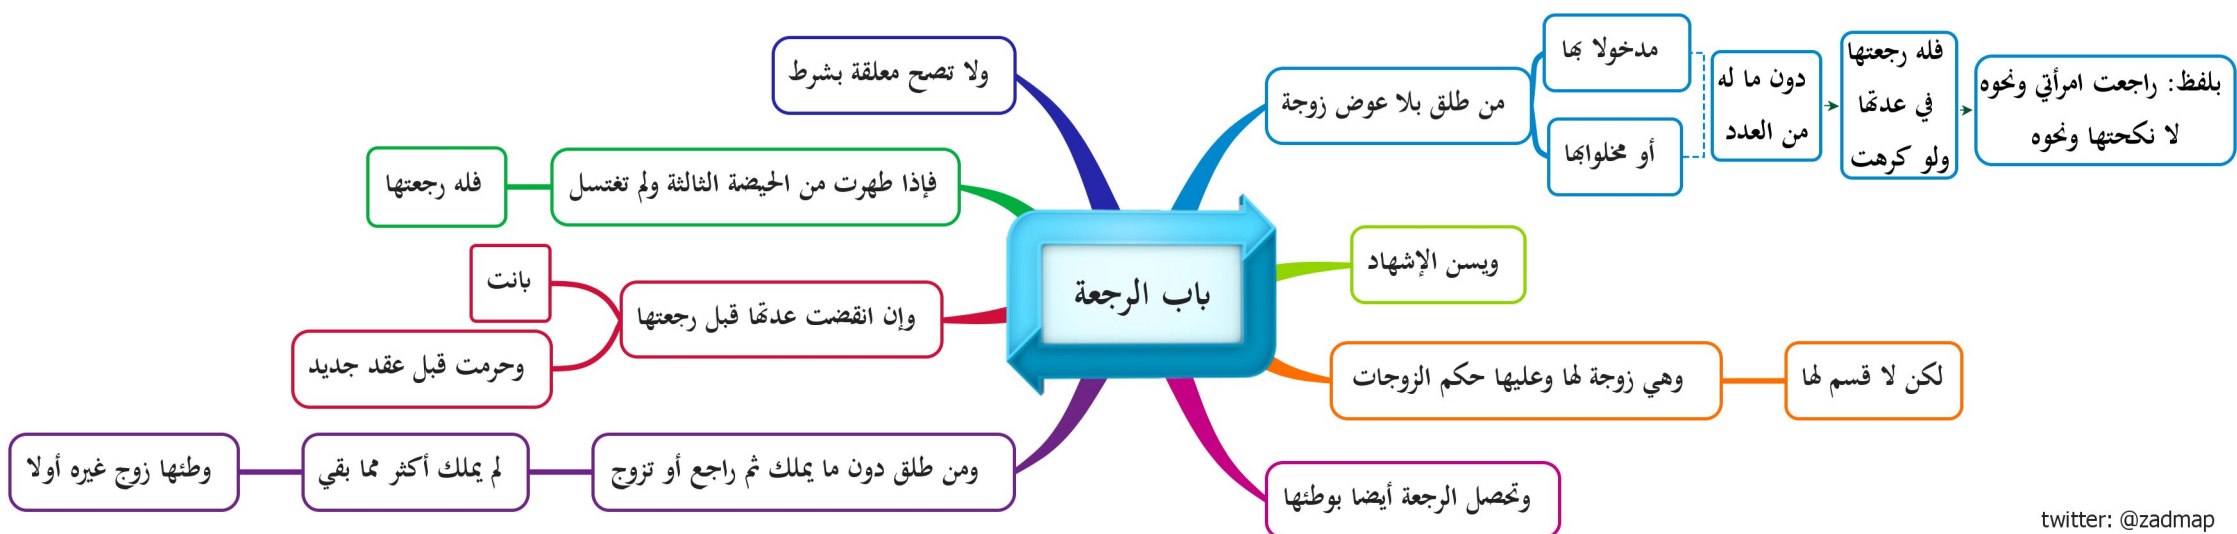 باب الرجعة
من طلق بلا عوض زوجة
مدخولا بها
أو مخلوابها
دون ما له
من العدد
فله رجعتها
في عدتها
ولو كرهت
بلفظ: راجعت امرأتي ونحوه
لا نكحتها ونحوه
ويسن الإشهاد
وهي زوجة لها وعليها حكم الزوجات
لكن لا قسم لها
وتحصل الرجعة أيضا بوطئها
ولا تصح معلقة بشرط
فإذا طهرت من الحيضة الثالثة ولم تغتسل
فله رجعتها
وإن انقضت عدتها قبل رجعتها
بانت
وحرمت قبل عقد جديد
ومن طلق دون ما يملك ثم راجع أو تزوج
لم يملك أكثر مما بقي
وطئها زوج غيره أولا
twitter: @zadmap